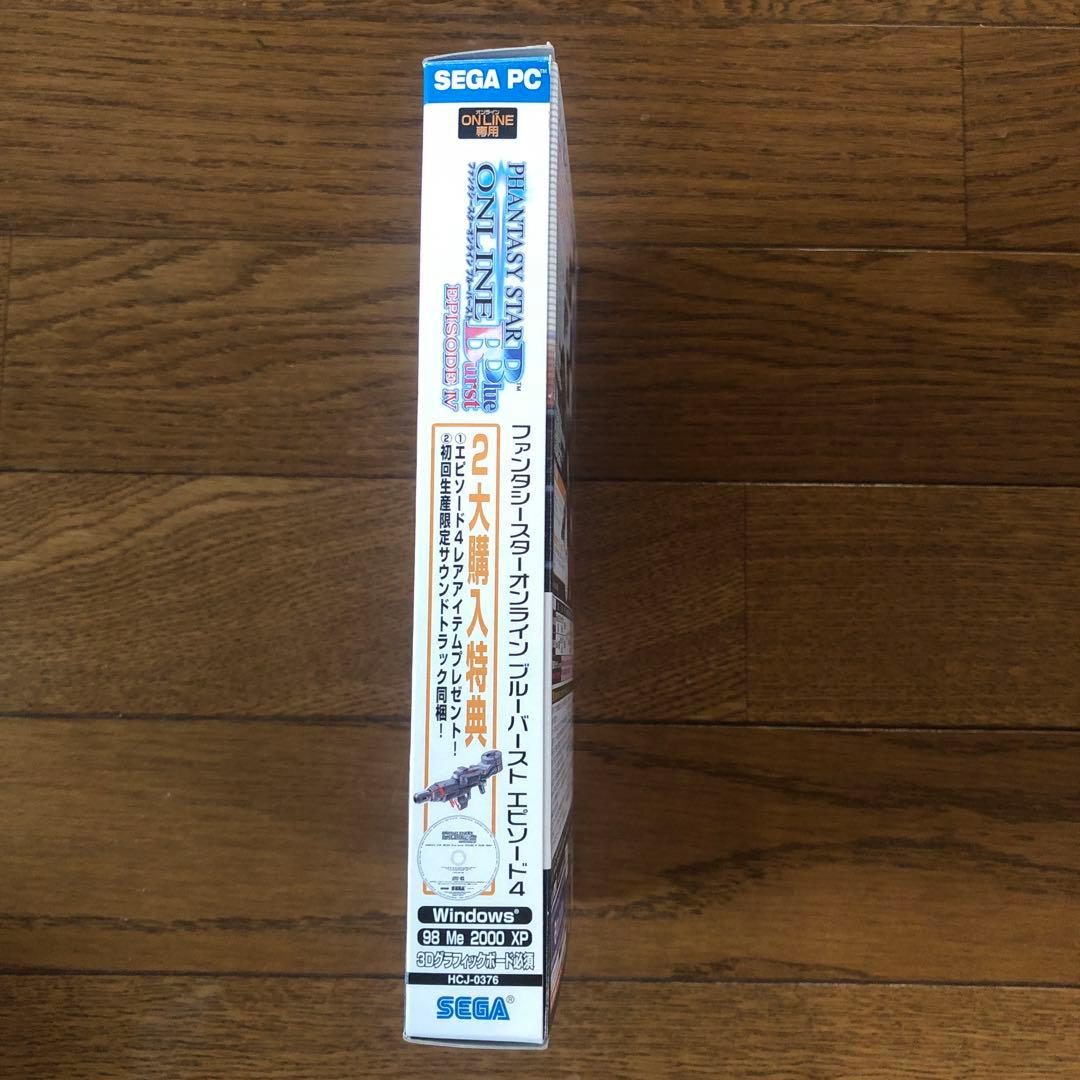 SEGA PC™
オンライン
ONLINE
専用
PHANTASY STAR
ONLINE Blue Burst™
ファンタシースターオンライン ブルーバースト
EPISODE IV
ファンタシースターオンライン ブルーバースト エピソード4
2大購入特典
①エピソード4レアアイテムプレゼント!
②初回生産限定サウンドトラック同梱!
SEGA
Windows®
98 Me 2000 XP
3Dグラフィックボード必須
HCJ-0376
SEGA®